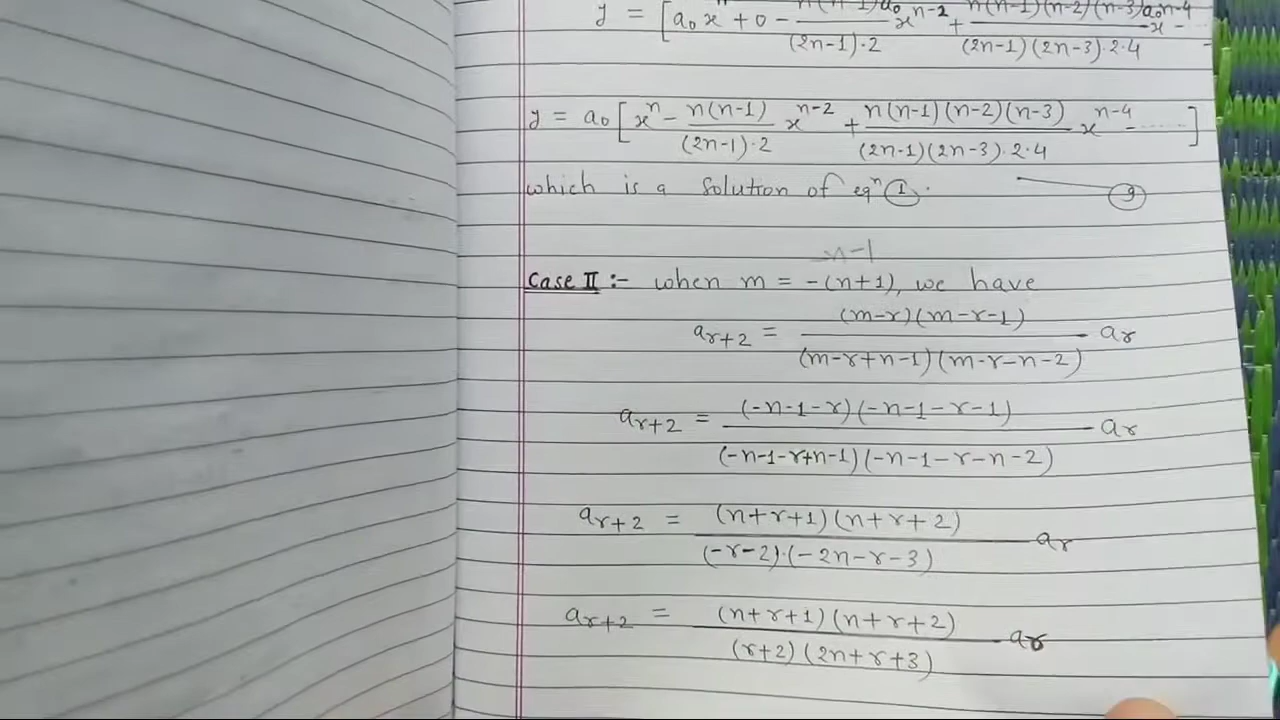 y = [a₀x + 0 - n(n-1)a₀/(2n-1)·2 x^(n-2) + n(n-1)(n-2)(n-3)a₀/(2n-1)(2n-3)·2·4 x^(n-4) -
y = a₀[xⁿ - n(n-1)/(2n-1)·2 x^(n-2) + n(n-1)(n-2)(n-3)/(2n-1)(2n-3)·2·4 x^(n-4) - ......]
which is a solution of eqⁿ ①. —— ⑨
-n-1
Case II :- when m = -(n+1), we have
a_(r+2) = (m-r)(m-r-1)/(m-r+n-1)(m-r-n-2) a_r
a_(r+2) = (-n-1-r)(-n-1-r-1)/(-n-1-r+n-1)(-n-1-r-n-2) a_r
a_(r+2) = (n+r+1)(n+r+2)/(-r-2)·(-2n-r-3) a_r
a_(r+2) = (n+r+1)(n+r+2)/(r+2)(2n+r+3) a_r